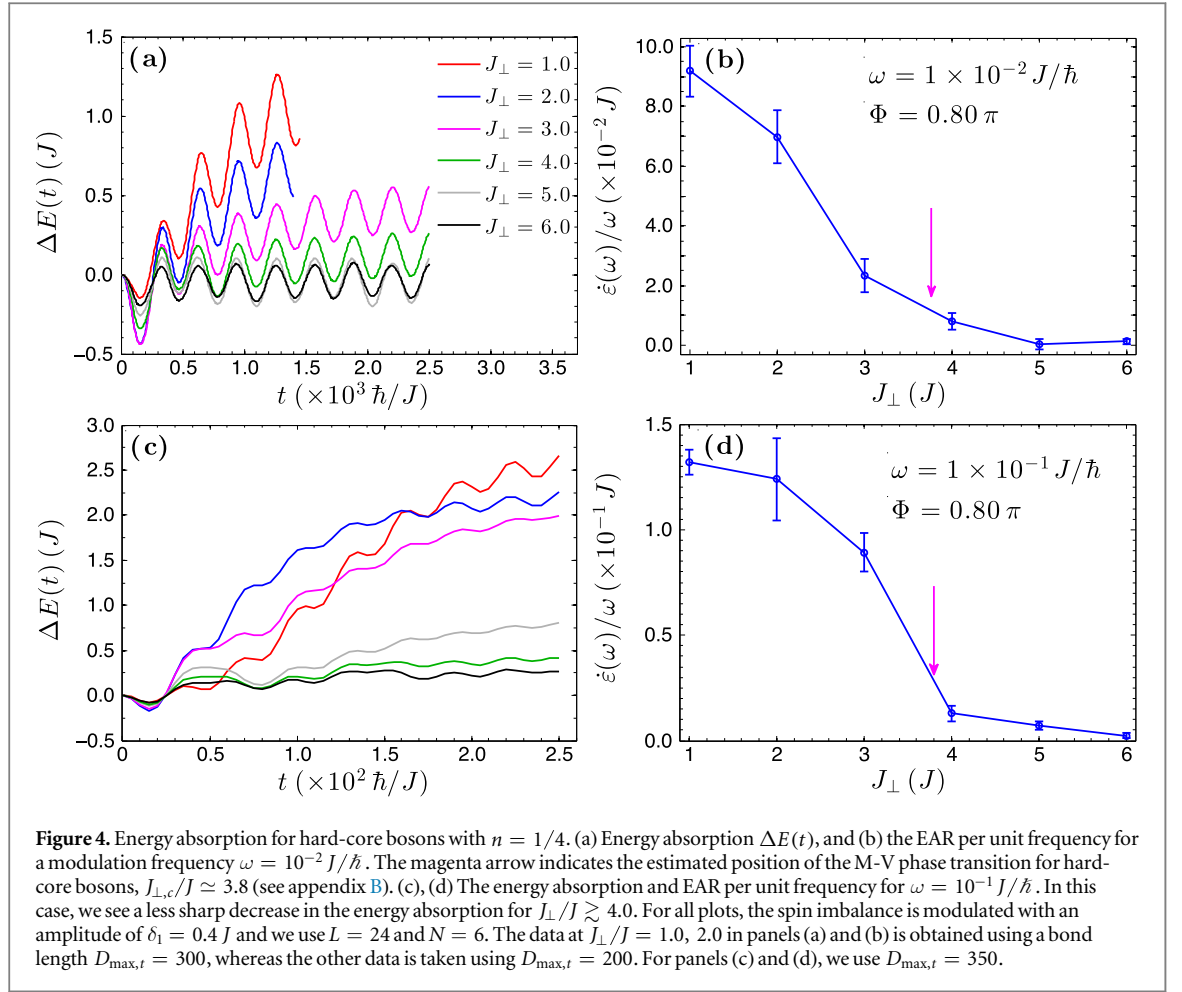 (a)
J⊥ = 1.0
J⊥ = 2.0
J⊥ = 3.0
J⊥ = 4.0
J⊥ = 5.0
J⊥ = 6.0
ΔE(t) (J)
1.5
1.0
0.5
0.0
−0.5
0 0.5 1.0 1.5 2.0 2.5 3.0 3.5
t (×10³ ħ/J)
(b)
ω = 1 × 10⁻² J/ħ
Φ = 0.80 π
ε̇(ω)/ω (×10⁻² J)
10.0
8.0
6.0
4.0
2.0
0.0
1 2 3 4 5 6
J⊥ (J)
(c)
ΔE(t) (J)
3.0
2.5
2.0
1.5
1.0
0.5
0.0
−0.5
0 0.5 1.0 1.5 2.0 2.5
t (×10² ħ/J)
(d)
ω = 1 × 10⁻¹ J/ħ
Φ = 0.80 π
ε̇(ω)/ω (×10⁻¹ J)
1.5
1.0
0.5
0.0
1 2 3 4 5 6
J⊥ (J)
Figure 4. Energy absorption for hard-core bosons with n = 1/4. (a) Energy absorption ΔE(t), and (b) the EAR per unit frequency for
a modulation frequency ω = 10⁻² J/ħ. The magenta arrow indicates the estimated position of the M-V phase transition for hard-
core bosons, J⊥,c/J ≃ 3.8 (see appendix B). (c), (d) The energy absorption and EAR per unit frequency for ω = 10⁻¹ J/ħ. In this
case, we see a less sharp decrease in the energy absorption for J⊥/J ≳ 4.0. For all plots, the spin imbalance is modulated with an
amplitude of δ₁ = 0.4 J and we use L = 24 and N = 6. The data at J⊥/J = 1.0, 2.0 in panels (a) and (b) is obtained using a bond
length Dmax,t = 300, whereas the other data is taken using Dmax,t = 200. For panels (c) and (d), we use Dmax,t = 350.